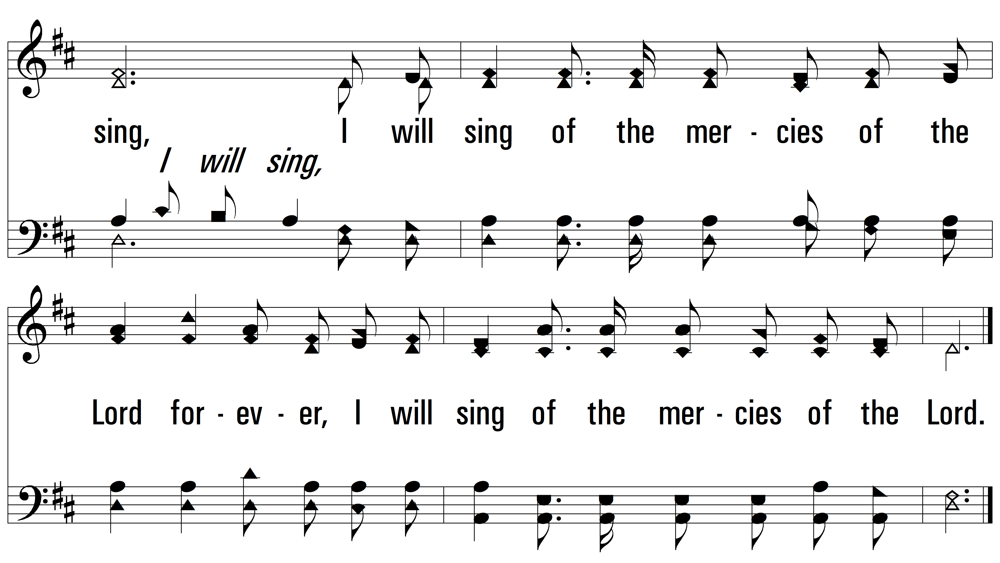 sing, I will sing of the mer - cies of the
I will sing,
Lord for - ev - er, I will sing of the mer - cies of the Lord.